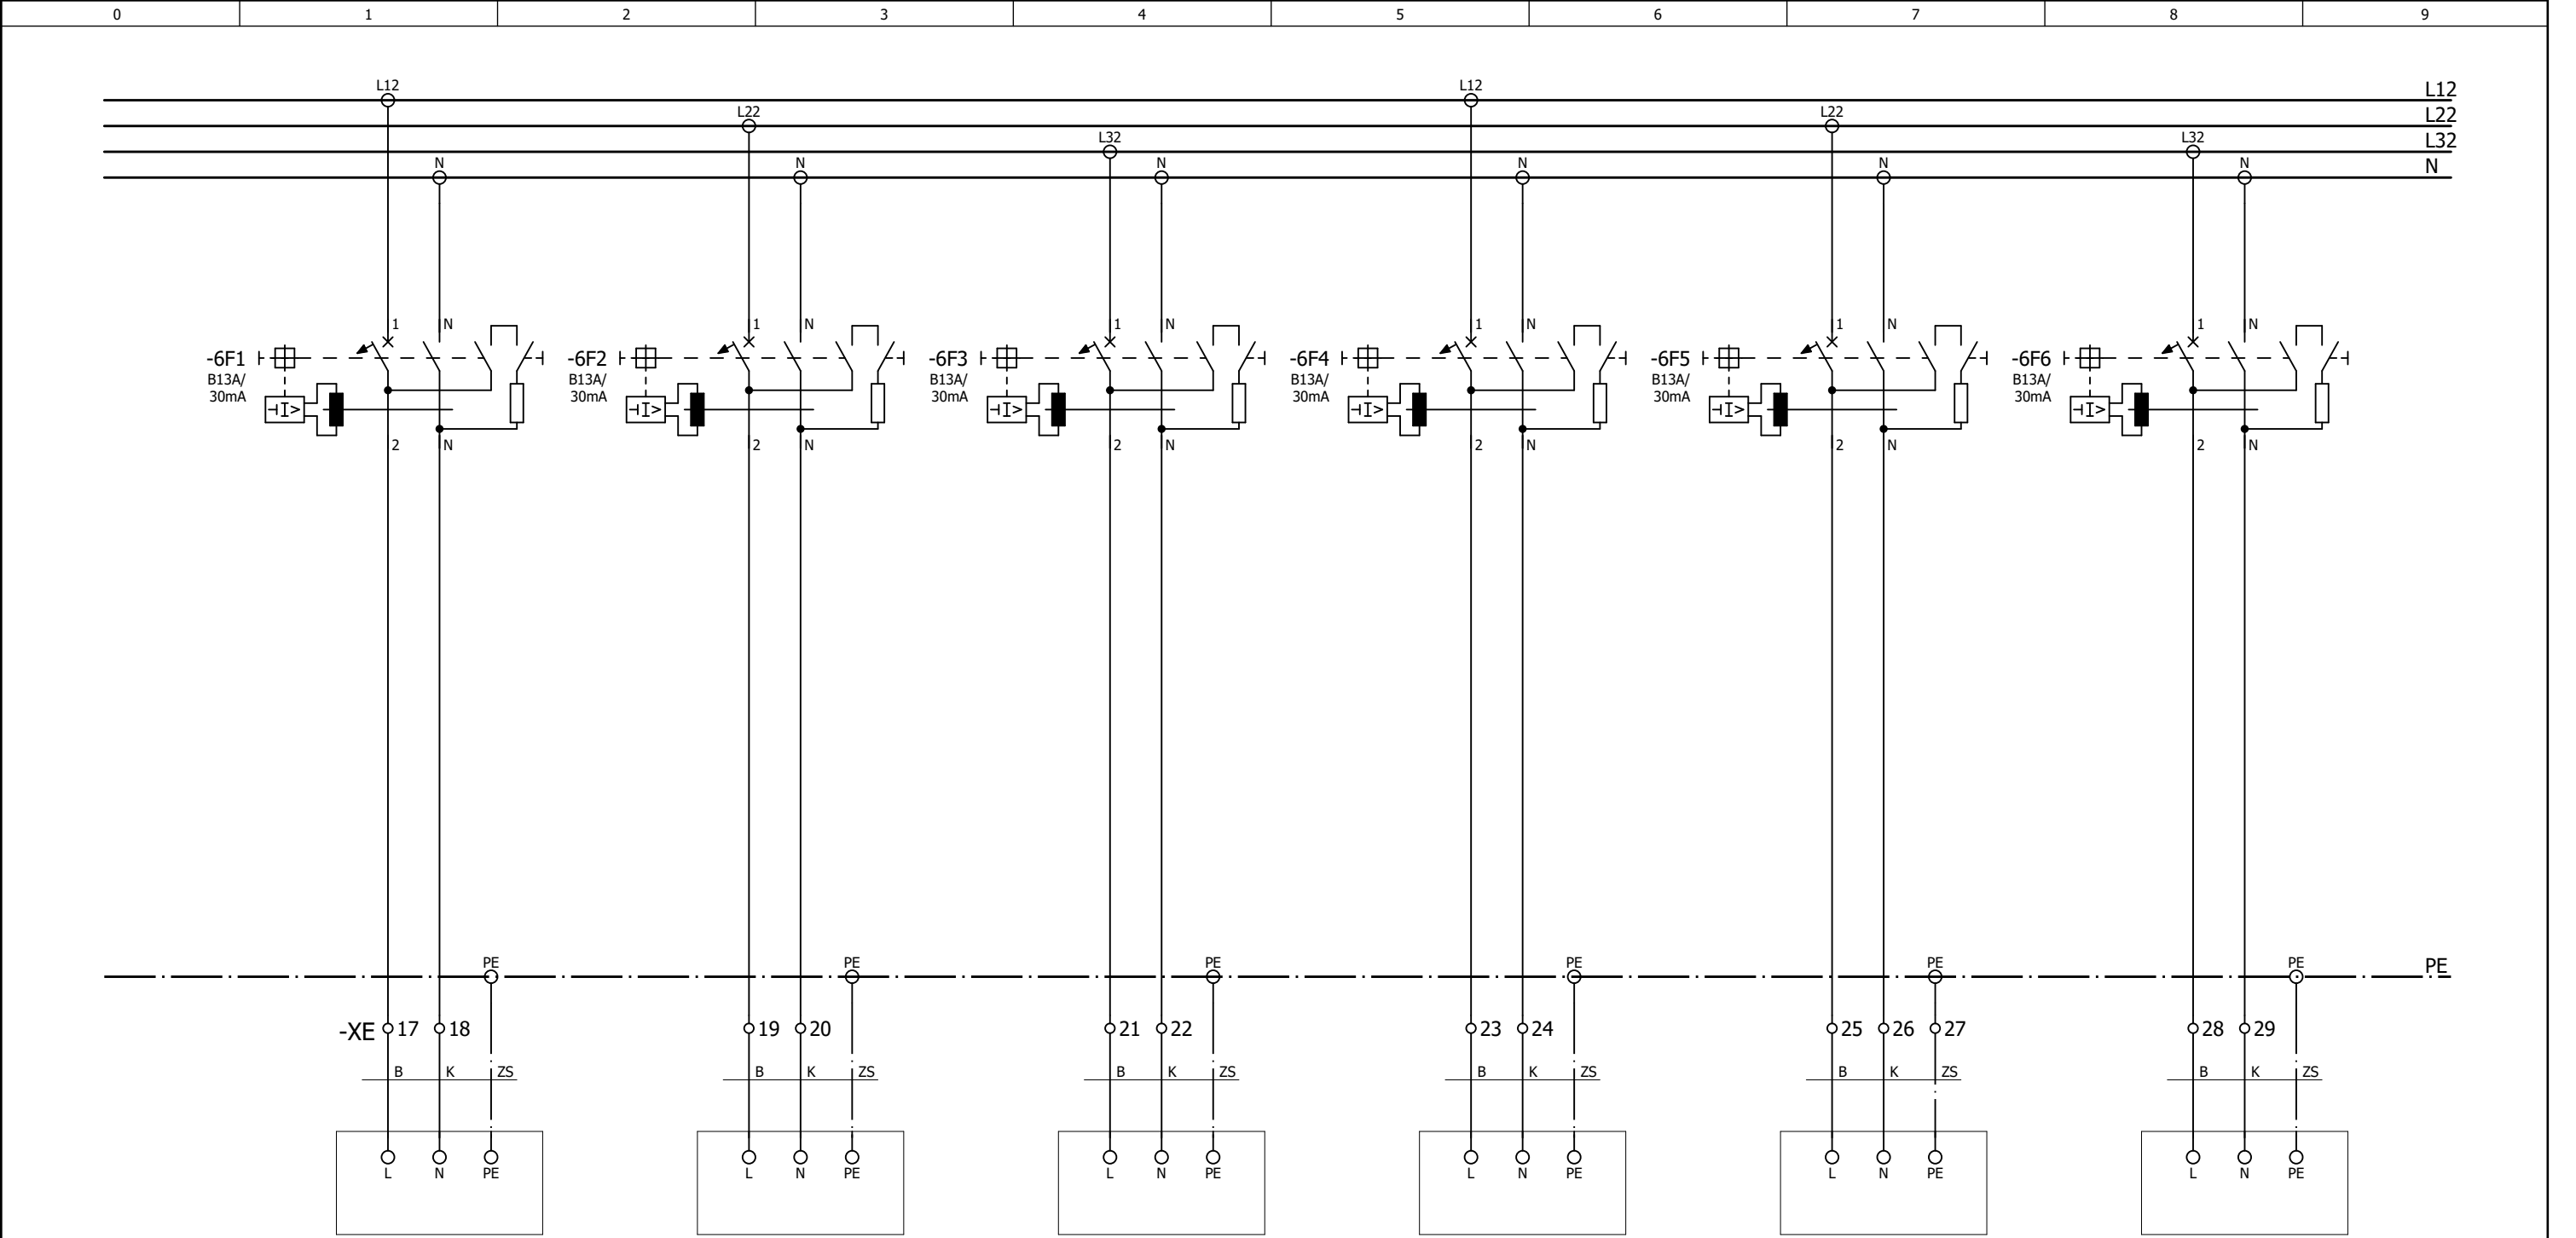 0 1 2 3 4 5 6 7 8 9
L12 L12 L12
L22 L22 L22
L32 L32 L32
N N N N N N N
1 N 1 N 1 N 1 N 1 N 1 N
-6F1 -6F2 -6F3 -6F4 -6F5 -6F6
B13A/ B13A/ B13A/ B13A/ B13A/ B13A/
30mA 30mA 30mA 30mA 30mA 30mA
I> I> I> I> I> I>
2 N 2 N 2 N 2 N 2 N 2 N
PE PE PE PE PE PE PE
-XE 17 18 19 20 21 22 23 24 25 26 27 28 29
B K ZS B K ZS B K ZS B K ZS B K ZS B K ZS
L N PE L N PE L N PE L N PE L N PE L N PE